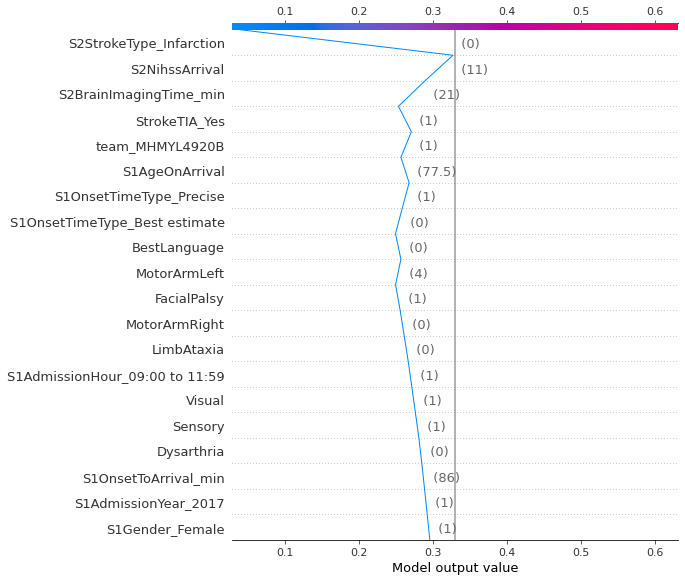 0.1 0.2 0.3 0.4 0.5 0.6
S2StrokeType_Infarction (0)
S2NihssArrival (11)
S2BrainImagingTime_min (21)
StrokeTIA_Yes (1)
team_MHMYL4920B (1)
S1AgeOnArrival (77.5)
S1OnsetTimeType_Precise (1)
S1OnsetTimeType_Best estimate (0)
BestLanguage (0)
MotorArmLeft (4)
FacialPalsy (1)
MotorArmRight (0)
LimbAtaxia (0)
S1AdmissionHour_09:00 to 11:59 (1)
Visual (1)
Sensory (1)
Dysarthria (0)
S1OnsetToArrival_min (86)
S1AdmissionYear_2017 (1)
S1Gender_Female (1)
0.1 0.2 0.3 0.4 0.5 0.6
Model output value